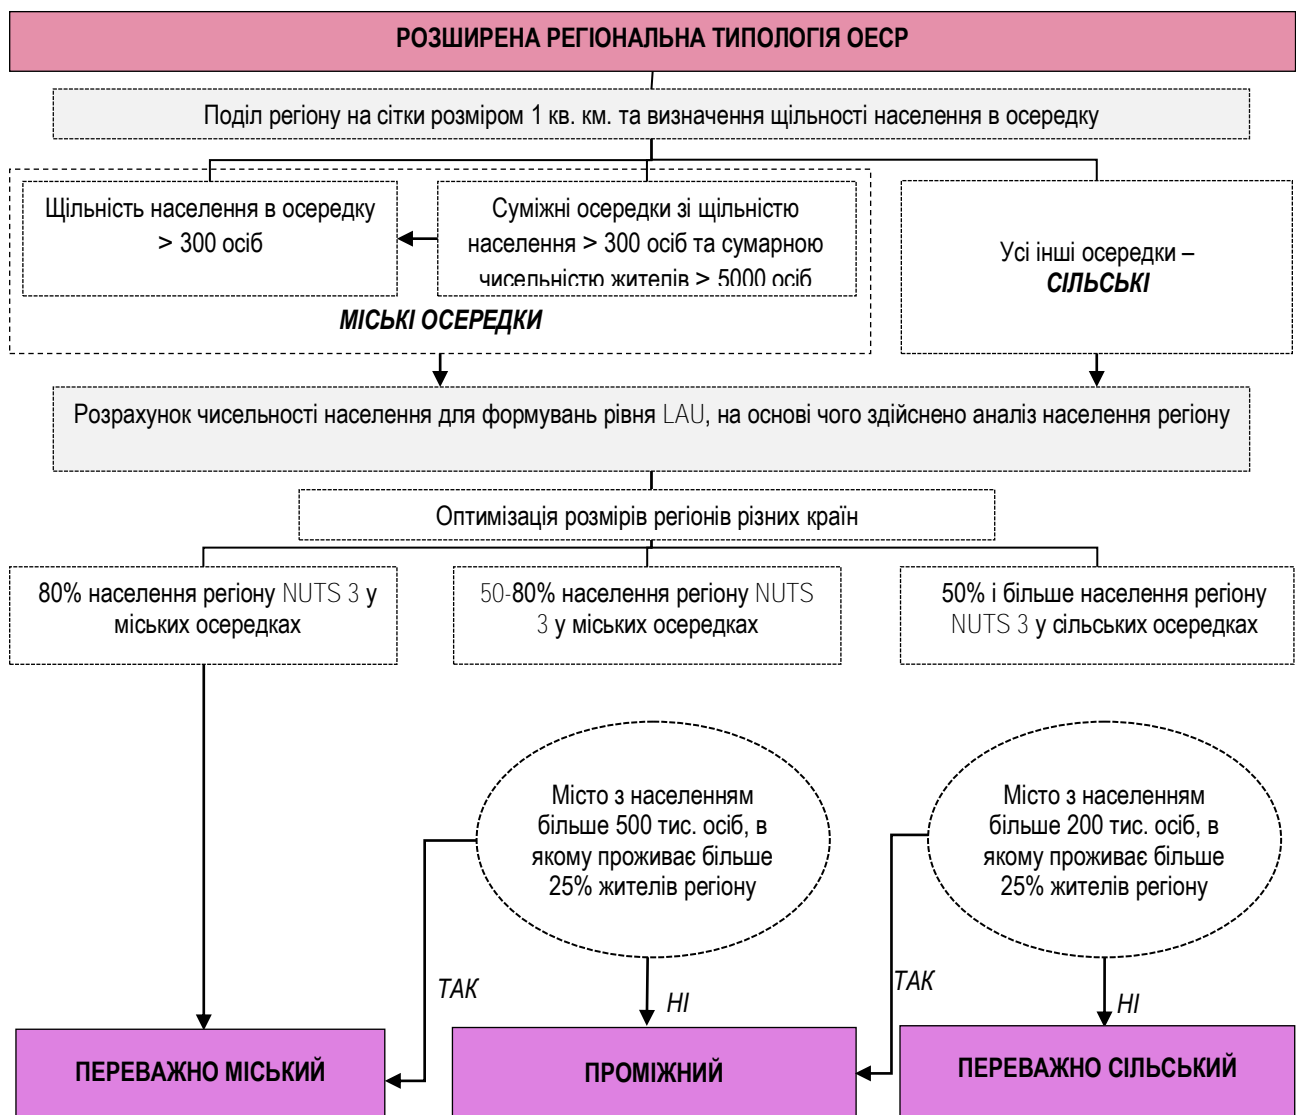 РОЗШИРЕНА РЕГІОНАЛЬНА ТИПОЛОГІЯ ОЕСР
Поділ регіону на сітки розміром 1 кв. км. та визначення щільності населення в осередку
Щільність населення в осередку
> 300 осіб
Суміжні осередки зі щільністю
населення > 300 осіб та сумарною
чисельністю жителів > 5000 осіб
Усі інші осередки –
СІЛЬСЬКІ
МІСЬКІ ОСЕРЕДКИ
Розрахунок чисельності населення для формувань рівня LAU, на основі чого здійснено аналіз населення регіону
Оптимізація розмірів регіонів різних країн
80% населення регіону NUTS 3 у
міських осередках
50-80% населення регіону NUTS
3 у міських осередках
50% і більше населення регіону
NUTS 3 у сільських осередках
Місто з населенням
більше 500 тис. осіб, в
якому проживає більше
25% жителів регіону
Місто з населенням
більше 200 тис. осіб, в
якому проживає більше
25% жителів регіону
ТАК
НІ
ТАК
НІ
ПЕРЕВАЖНО МІСЬКИЙ
ПРОМІЖНИЙ
ПЕРЕВАЖНО СІЛЬСЬКИЙ